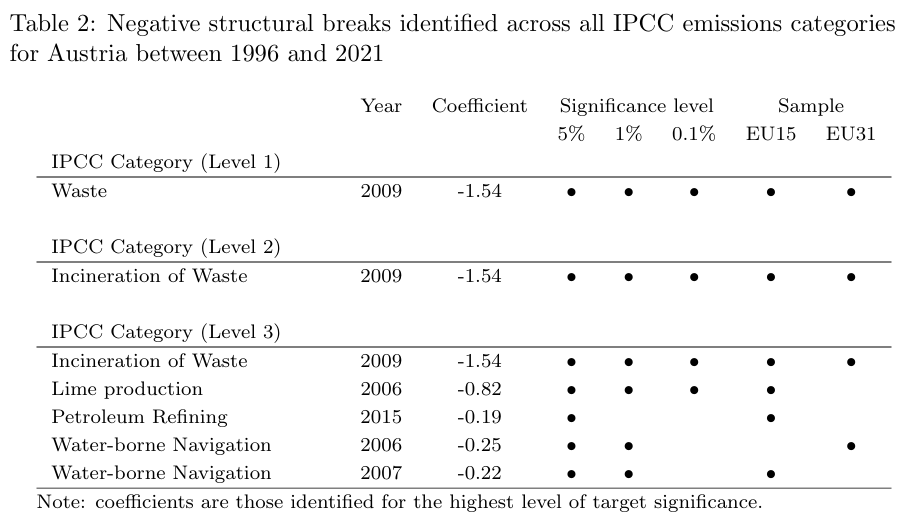 Table 2: Negative structural breaks identified across all IPCC emissions categories
for Austria between 1996 and 2021
Year Coefficient Significance level Sample
5% 1% 0.1% EU15 EU31
IPCC Category (Level 1)
Waste 2009 -1.54 • • • • •
IPCC Category (Level 2)
Incineration of Waste 2009 -1.54 • • • • •
IPCC Category (Level 3)
Incineration of Waste 2009 -1.54 • • • • •
Lime production 2006 -0.82 • • • •
Petroleum Refining 2015 -0.19 • •
Water-borne Navigation 2006 -0.25 • • •
Water-borne Navigation 2007 -0.22 • • •
Note: coefficients are those identified for the highest level of target significance.